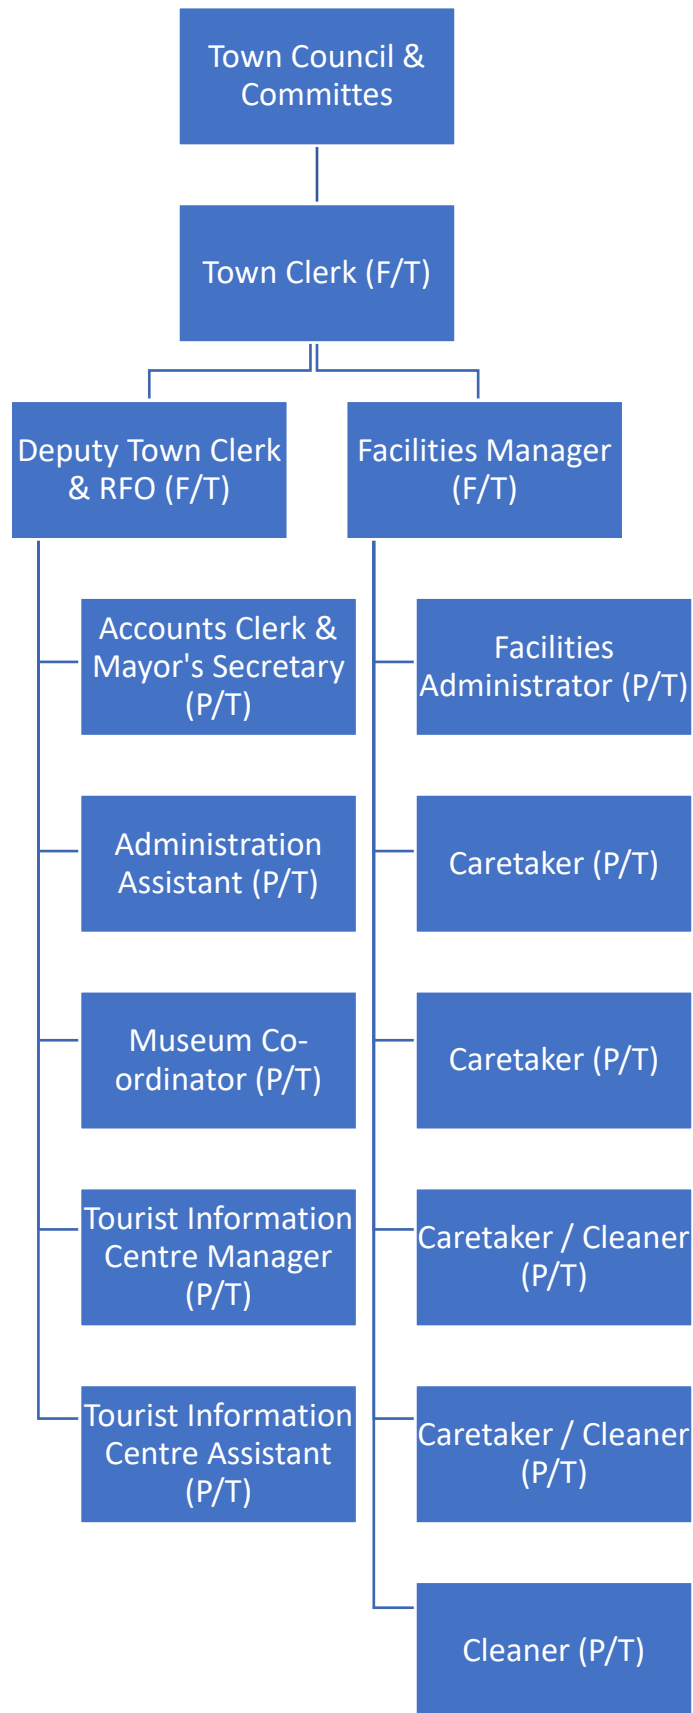 Town Council &
Committes
Town Clerk (F/T)
Deputy Town Clerk
& RFO (F/T)
Facilities Manager
(F/T)
Accounts Clerk &
Mayor's Secretary
(P/T)
Facilities
Administrator (P/T)
Administration
Assistant (P/T)
Caretaker (P/T)
Museum Co-
ordinator (P/T)
Caretaker (P/T)
Tourist Information
Centre Manager
(P/T)
Caretaker / Cleaner
(P/T)
Tourist Information
Centre Assistant
(P/T)
Caretaker / Cleaner
(P/T)
Cleaner (P/T)